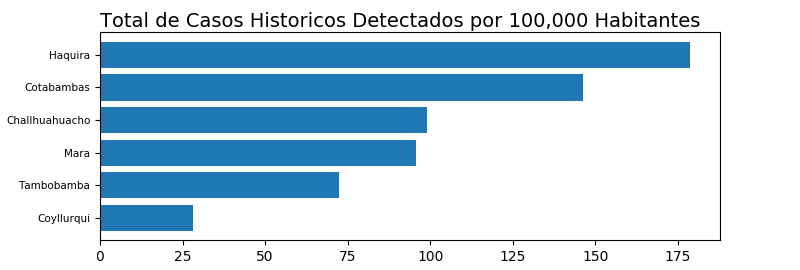 Total de Casos Historicos Detectados por 100,000 Habitantes
Haquira
Cotabambas
Challhuahuacho
Mara
Tambobamba
Coyllurqui
0 25 50 75 100 125 150 175